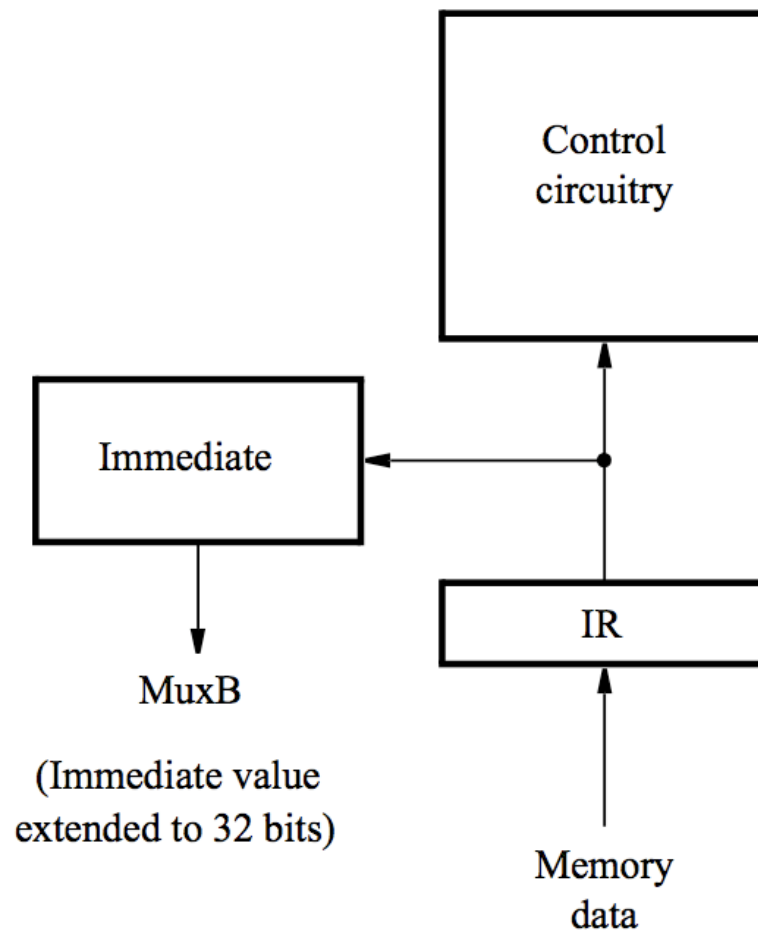 Control
circuitry
Immediate
IR
MuxB
(Immediate value
extended to 32 bits)
Memory
data